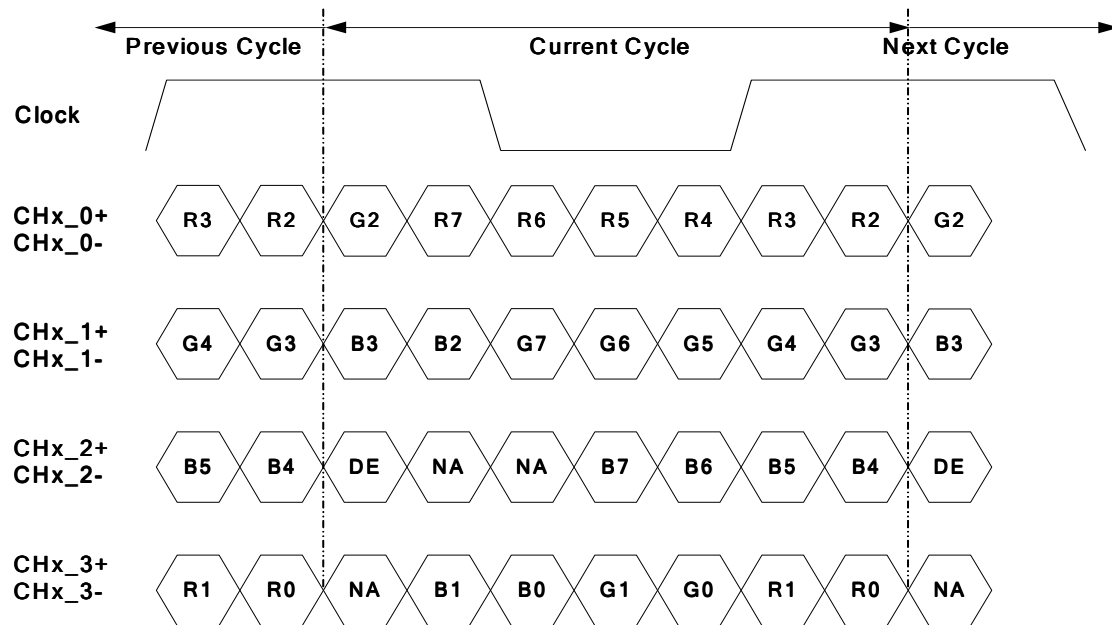 Previous Cycle Current Cycle Next Cycle
Clock
CHx_0+
CHx_0-
R3 R2 G2 R7 R6 R5 R4 R3 R2 G2
CHx_1+
CHx_1-
G4 G3 B3 B2 G7 G6 G5 G4 G3 B3
CHx_2+
CHx_2-
B5 B4 DE NA NA B7 B6 B5 B4 DE
CHx_3+
CHx_3-
R1 R0 NA B1 B0 G1 G0 R1 R0 NA